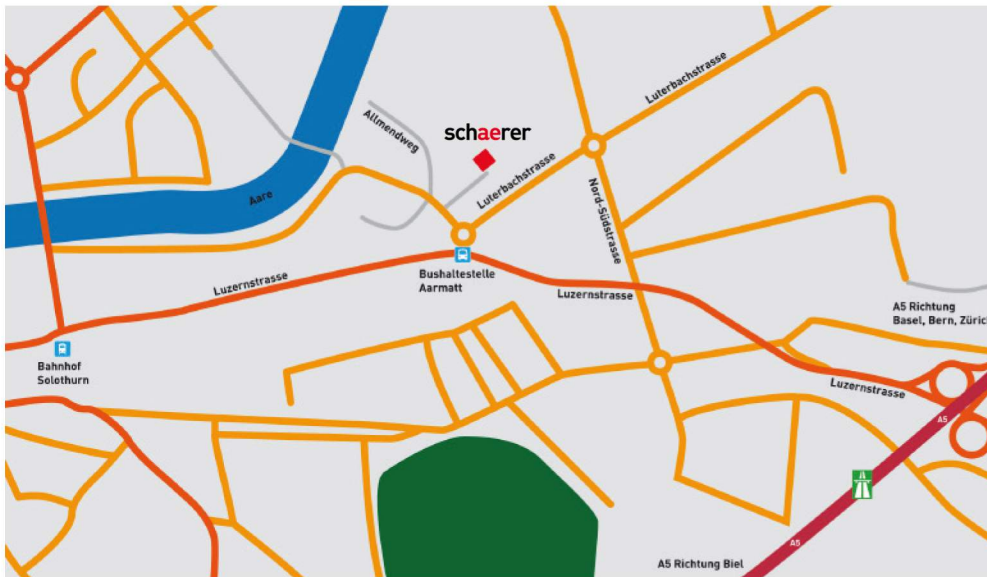 Luterbachstrasse
schaerer
Allmendweg
Luterbachstrasse
Aare
Nord-Südstrasse
Bushaltestelle
Aarmatt
Luzernstrasse
Luzernstrasse
A5 Richtung
Basel, Bern, Züric
Bahnhof
Solothurn
Luzernstrasse
A5
A5
A5 Richtung Biel